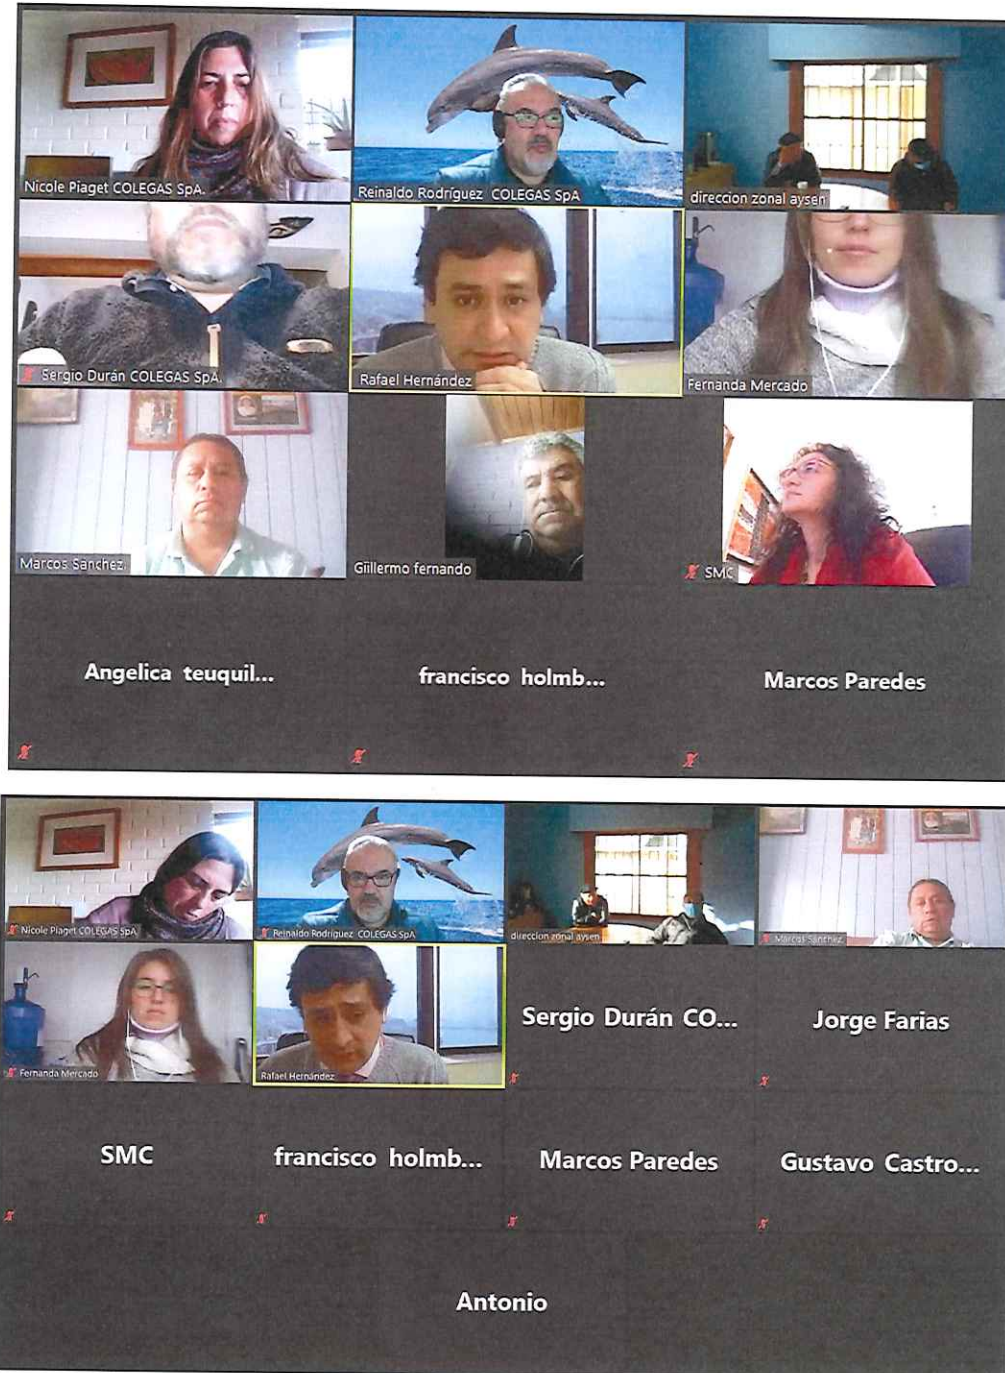 Nicole Piaget COLEGAS SpA.
Reinaldo Rodríguez COLEGAS SpA
direccion zonal aysen
Sergio Durán COLEGAS SpA.
Rafael Hernández
Fernanda Mercado
Marcos Sanchez
Giillermo fernando
SMC
Angelica teuquil...
francisco holmb...
Marcos Paredes
Nicole Piaget COLEGAS SpA
Reinaldo Rodríguez COLEGAS SpA
direccion zonal aysen
Marcos Sanchez
Fernanda Mercado
Rafael Hernández
Sergio Durán CO...
Jorge Farias
SMC
francisco holmb...
Marcos Paredes
Gustavo Castro...
Antonio